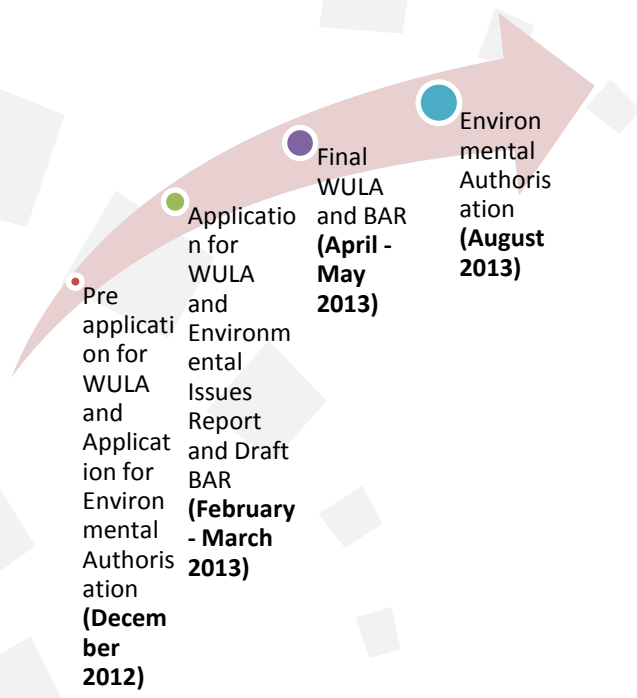 Pre
applicati
on for
WULA
and
Applicat
ion for
Environ
mental
Authoris
ation
(Decem
ber
2012)
Applicatio
n for
WULA
and
Environm
ental
Issues
Report
and Draft
BAR
(February
- March
2013)
Final
WULA
and BAR
(April -
May
2013)
Environ
mental
Authoris
ation
(August
2013)